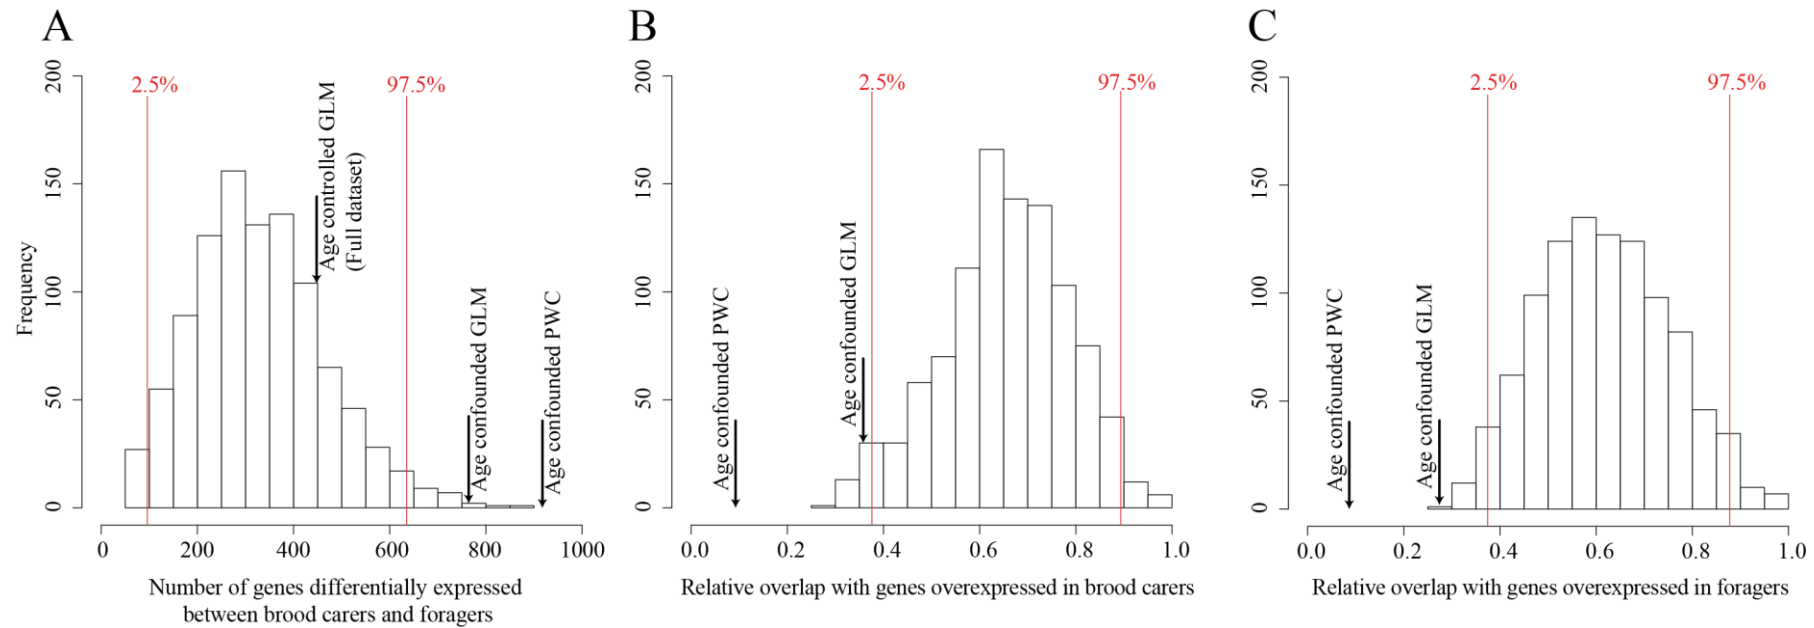 A
200
150
100
50
0
Frequency
2.5%
97.5%
Age controlled GLM
(Full dataset)
Age confounded GLM
Age confounded PWC
0
200
400
600
800
1000
Number of genes differentially expressed
between brood carers and foragers
B
200
150
100
50
0
2.5%
97.5%
Age confounded PWC
Age confounded GLM
0.0
0.2
0.4
0.6
0.8
1.0
Relative overlap with genes overexpressed in brood carers
C
200
150
100
50
0
2.5%
97.5%
Age confounded PWC
Age confounded GLM
0.0
0.2
0.4
0.6
0.8
1.0
Relative overlap with genes overexpressed in foragers